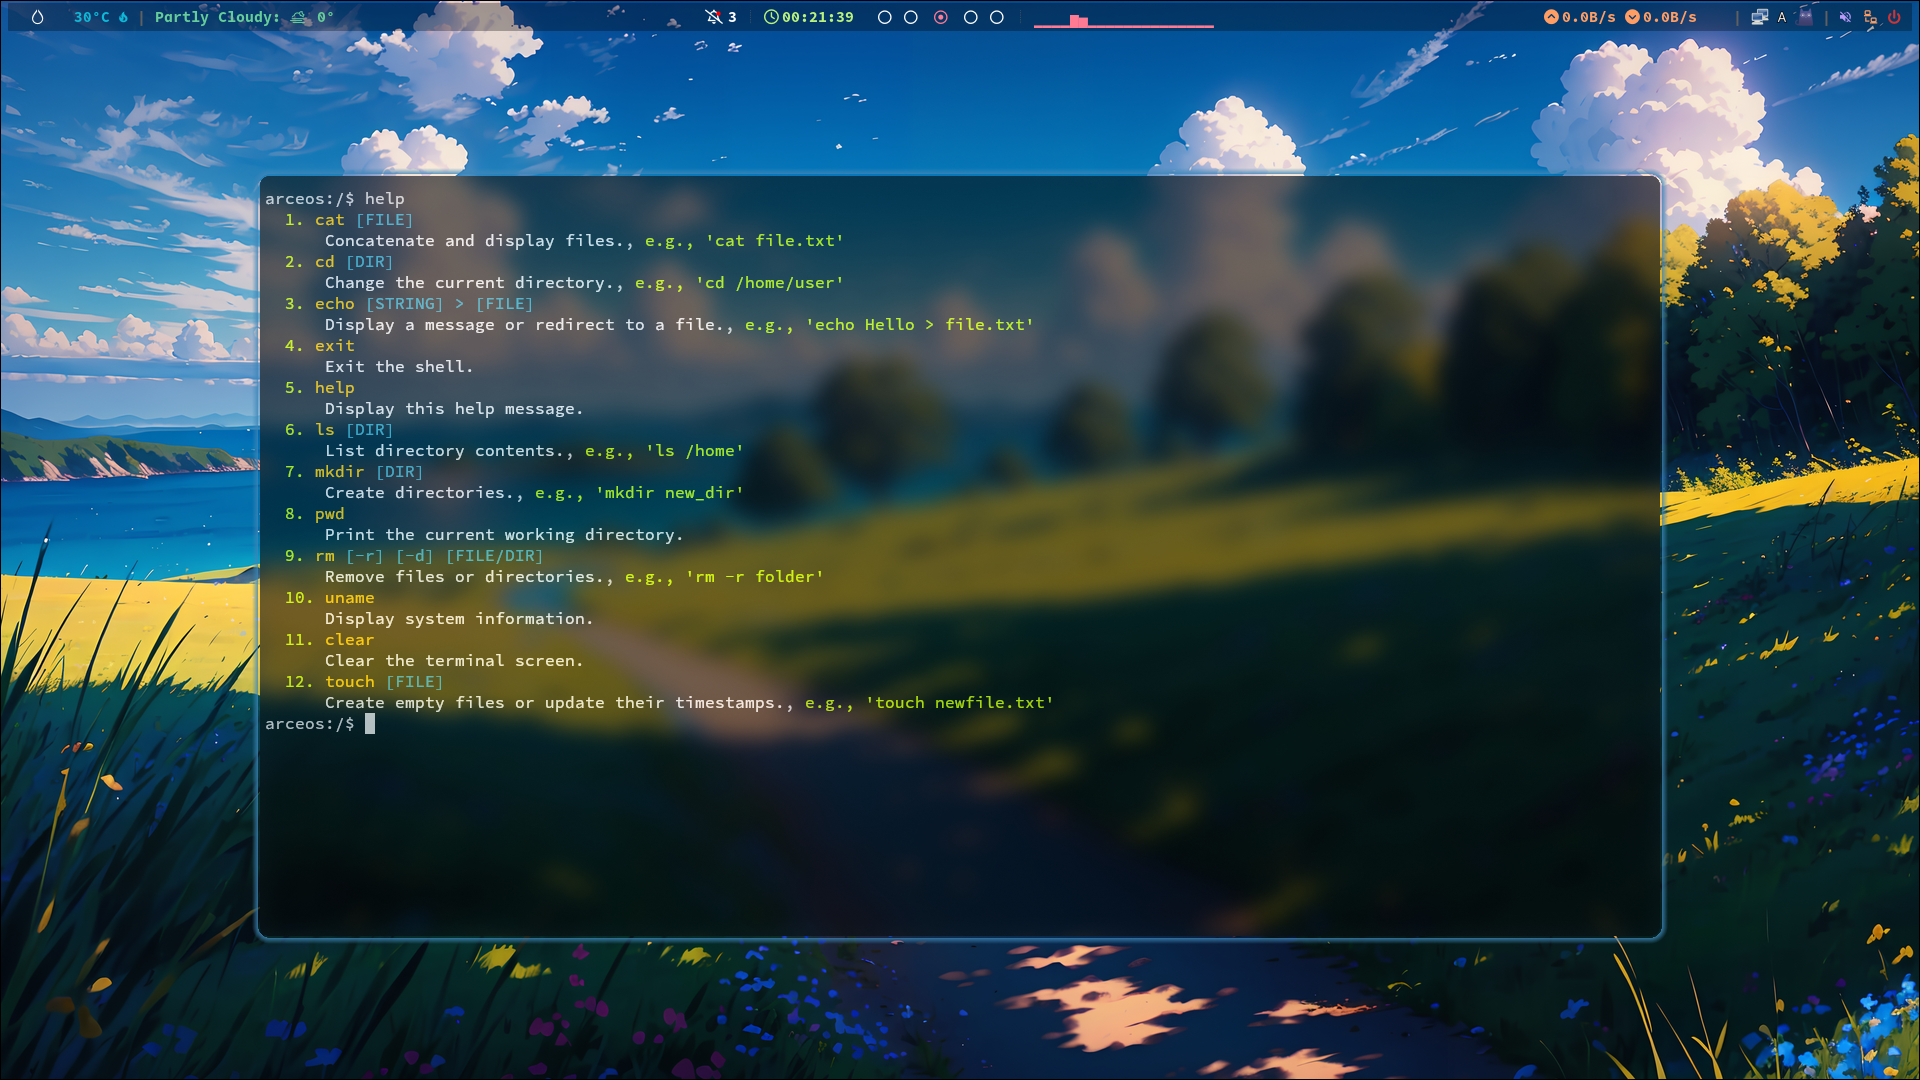 30°C | Partly Cloudy: 0° 3 00:21:39 0.0B/s 0.0B/s | A |
arceos:/$ help
1. cat [FILE]
Concatenate and display files., e.g., 'cat file.txt'
2. cd [DIR]
Change the current directory., e.g., 'cd /home/user'
3. echo [STRING] > [FILE]
Display a message or redirect to a file., e.g., 'echo Hello > file.txt'
4. exit
Exit the shell.
5. help
Display this help message.
6. ls [DIR]
List directory contents., e.g., 'ls /home'
7. mkdir [DIR]
Create directories., e.g., 'mkdir new_dir'
8. pwd
Print the current working directory.
9. rm [-r] [-d] [FILE/DIR]
Remove files or directories., e.g., 'rm -r folder'
10. uname
Display system information.
11. clear
Clear the terminal screen.
12. touch [FILE]
Create empty files or update their timestamps., e.g., 'touch newfile.txt'
arceos:/$